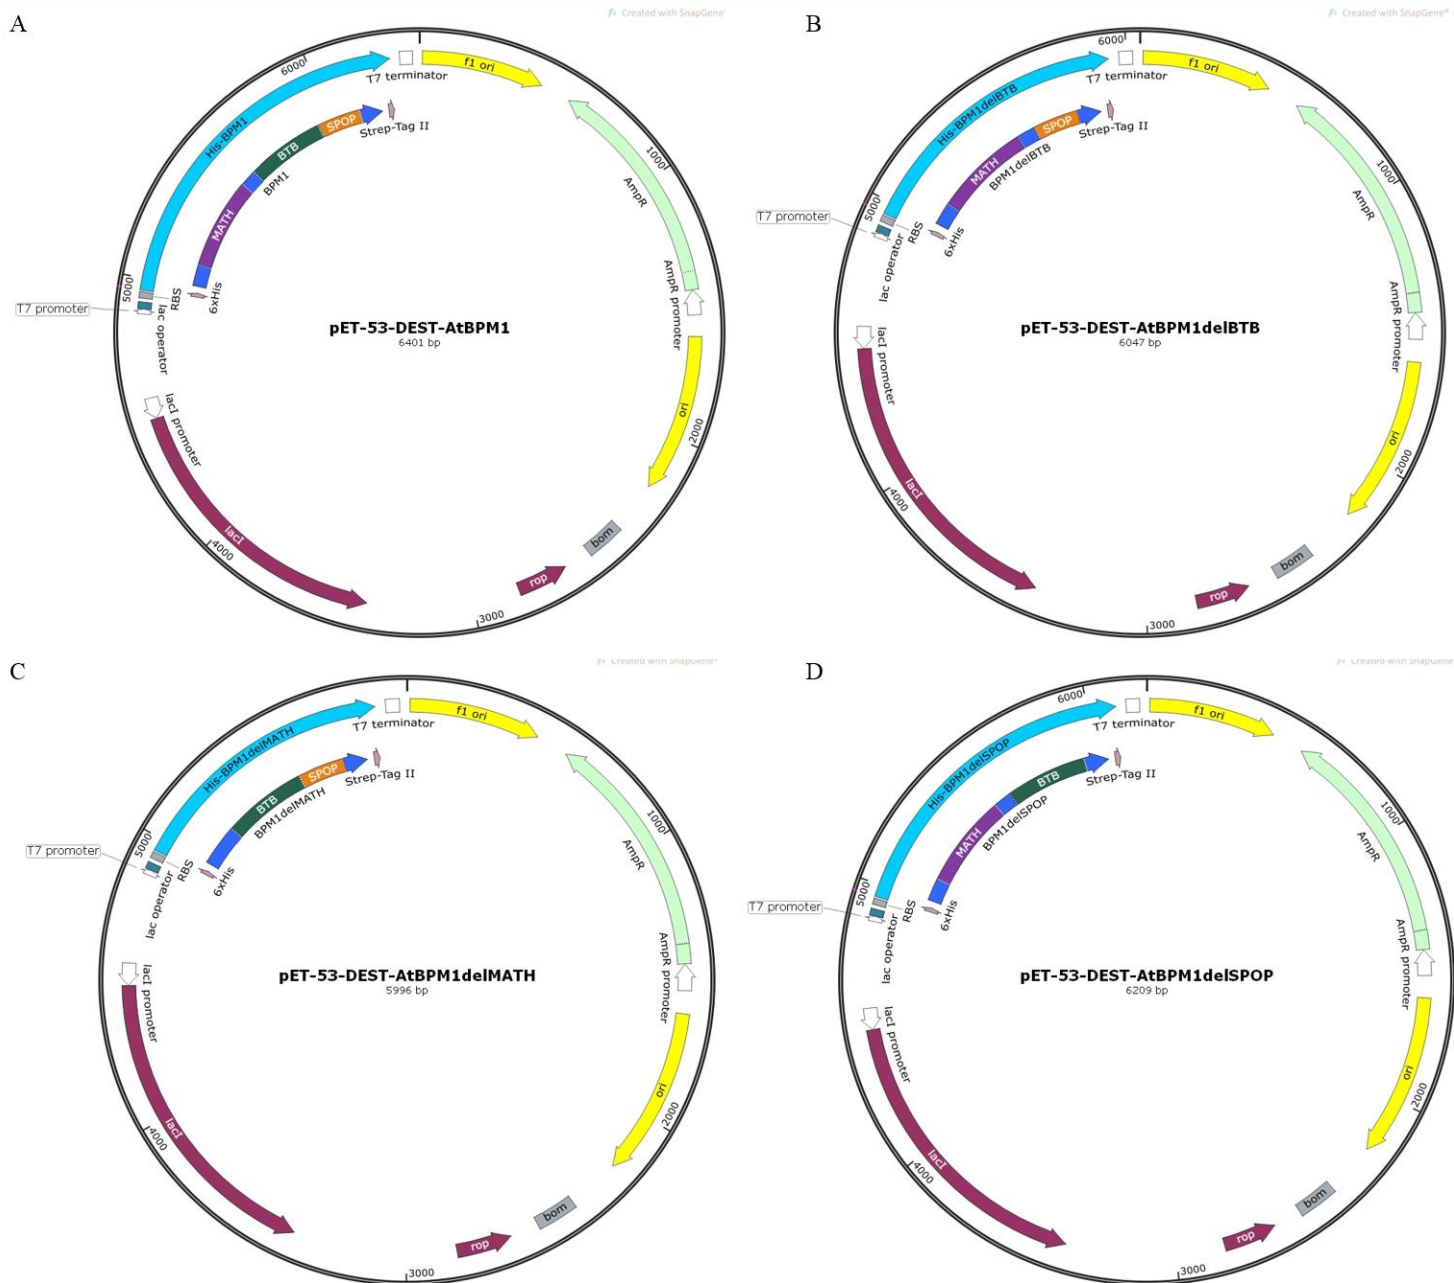 A
Created with SnapGene®
6000
T7 terminator
f1 ori
His-BPM1
SPOP
Strep-Tag II
BTB
BPM1
MATH
1000
AmpR
5000
RBS
6xHis
T7 promoter
lac operator
AmpR promoter
pET-53-DEST-AtBPM1
6401 bp
lacI promoter
ori
2000
lacI
4000
bom
rop
3000
B
Created with SnapGene®
6000
T7 terminator
f1 ori
His-BPM1delBTB
SPOP
Strep-Tag II
MATH
BPM1delBTB
1000
AmpR
5000
T7 promoter
RBS
6xHis
lac operator
AmpR promoter
pET-53-DEST-AtBPM1delBTB
6047 bp
lacI promoter
ori
2000
lacI
4000
bom
rop
3000
C
Created with SnapGene®
T7 terminator
f1 ori
His-BPM1delMATH
SPOP
Strep-Tag II
BTB
BPM1delMATH
1000
AmpR
5000
T7 promoter
RBS
6xHis
lac operator
AmpR promoter
pET-53-DEST-AtBPM1delMATH
5996 bp
lacI promoter
ori
2000
lacI
4000
bom
rop
3000
D
Created with SnapGene®
6000
T7 terminator
f1 ori
His-BPM1delSPOP
BTB
Strep-Tag II
MATH
BPM1delSPOP
1000
AmpR
5000
T7 promoter
RBS
6xHis
lac operator
AmpR promoter
pET-53-DEST-AtBPM1delSPOP
6209 bp
lacI promoter
ori
2000
lacI
4000
bom
rop
3000